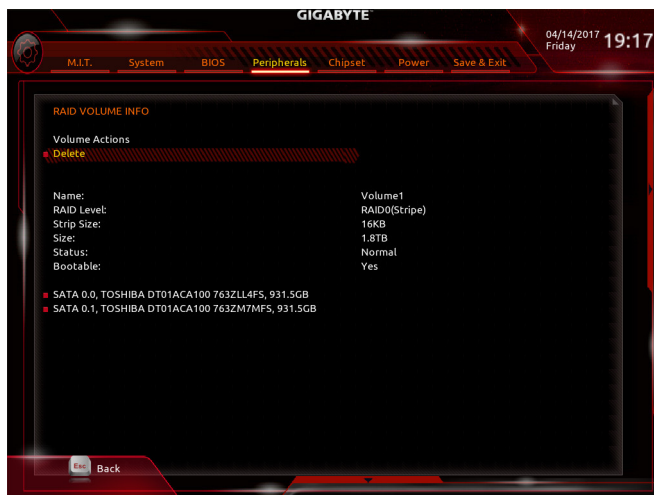 GIGABYTE™
04/14/2017 19:17
Friday
M.I.T. System BIOS Peripherals Chipset Power Save & Exit
RAID VOLUME INFO
Volume Actions
Delete
Name: Volume1
RAID Level: RAID0(Stripe)
Strip Size: 16KB
Size: 1.8TB
Status: Normal
Bootable: Yes
SATA 0.0, TOSHIBA DT01ACA100 763ZLL4FS, 931.5GB
SATA 0.1, TOSHIBA DT01ACA100 763ZM7MFS, 931.5GB
Esc Back